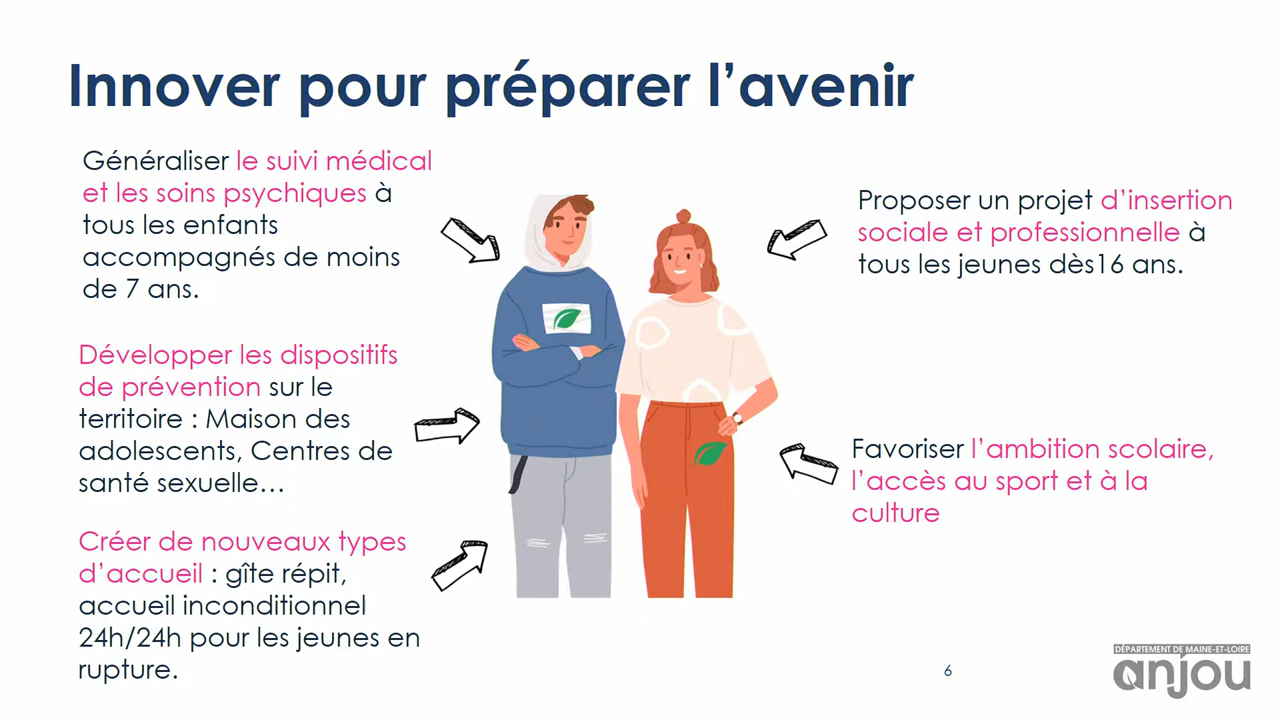 Innover pour préparer l’avenir
Généraliser le suivi médical
et les soins psychiques à
tous les enfants
accompagnés de moins
de 7 ans.
Développer les dispositifs
de prévention sur le
territoire : Maison des
adolescents, Centres de
santé sexuelle…
Créer de nouveaux types
d’accueil : gîte répit,
accueil inconditionnel
24h/24h pour les jeunes en
rupture.
Proposer un projet d’insertion
sociale et professionnelle à
tous les jeunes dès16 ans.
Favoriser l’ambition scolaire,
l’accès au sport et à la
culture
6
DÉPARTEMENT DE MAINE-ET-LOIRE
anjou